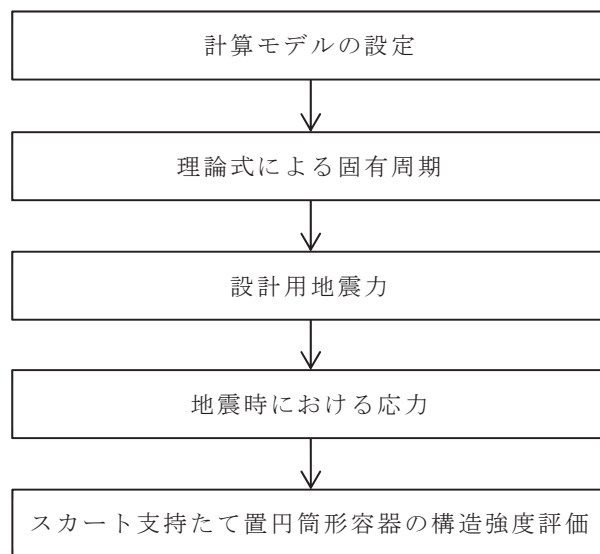 計算モデルの設定
理論式による固有周期
設計用地震力
地震時における応力
スカート支持たて置円筒形容器の構造強度評価